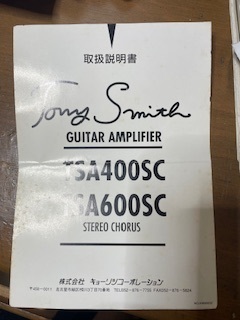 取扱説明書
Tony Smith
GUITAR AMPLIFIER
TSA400SC
TSA600SC
STEREO CHORUS
株式会社 キョーリツコーポレーション